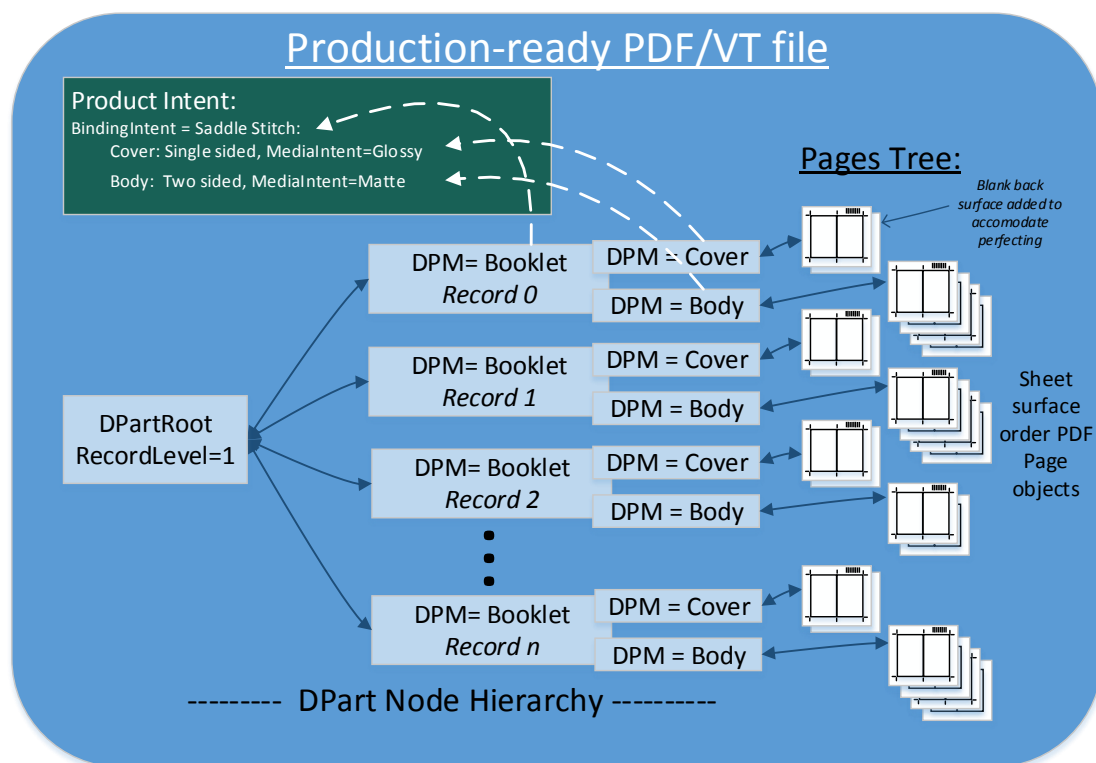 Production-ready PDF/VT file
Product Intent:
BindingIntent = Saddle Stitch:
Cover: Single sided, MediaIntent=Glossy
Body:  Two sided, MediaIntent=Matte
Pages Tree:
Blank back
surface added to
accomodate
perfecting
DPM= Booklet
Record 0
DPM = Cover
DPM = Body
DPM= Booklet
Record 1
DPM = Cover
DPM = Body
DPartRoot
RecordLevel=1
Sheet
surface
order PDF
Page
objects
DPM= Booklet
Record 2
DPM = Cover
DPM = Body
DPM= Booklet
Record n
DPM = Cover
DPM = Body
--------- DPart Node Hierarchy ----------